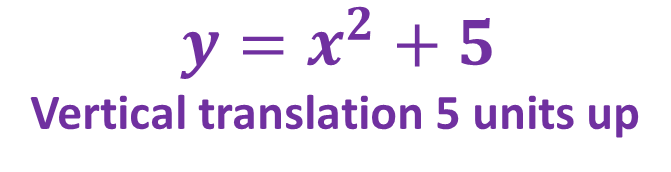 y = x² + 5
Vertical translation 5 units up